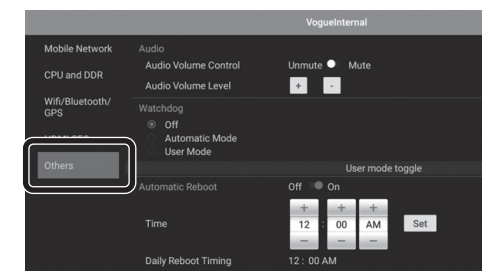 VogueInternal
Mobile Network
CPU and DDR
Wifi/Bluetooth/
GPS
Others
Audio
Audio Volume Control
Unmute Mute
Audio Volume Level
+ -
Watchdog
Off
Automatic Mode
User Mode
User mode toggle
Automatic Reboot
Off On
+ + +
Time
12 : 00 AM
Set
− − −
Daily Reboot Timing
12 : 00 AM